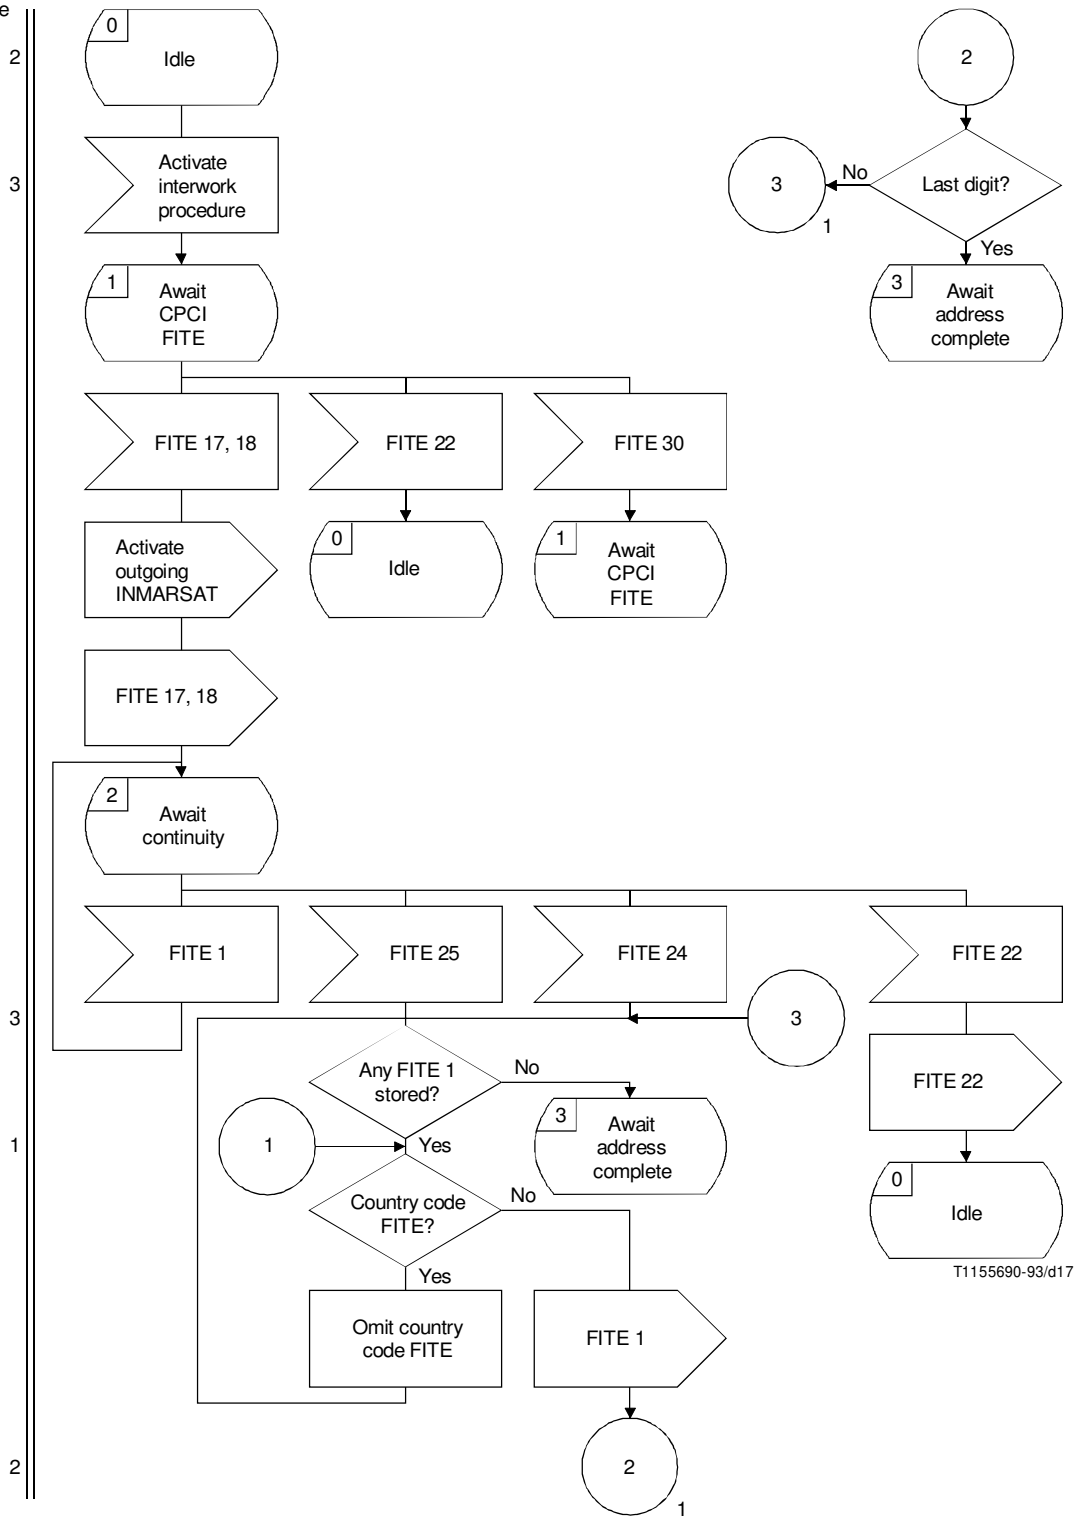 e
0
Idle
2
2
Activate
interwork
procedure
3
3
No
Last digit?
1
Yes
1
Await
CPCI
FITE
3
Await
address
complete
FITE 17, 18
FITE 22
FITE 30
Activate
outgoing
INMARSAT
0
Idle
1
Await
CPCI
FITE
FITE 17, 18
2
Await
continuity
FITE 1
FITE 25
FITE 24
FITE 22
3
3
Any FITE 1
stored?
No
FITE 22
3
Await
address
complete
1
1
Yes
Country code
FITE?
No
0
Idle
T1155690-93/d17
Yes
Omit country
code FITE
FITE 1
2
2
1